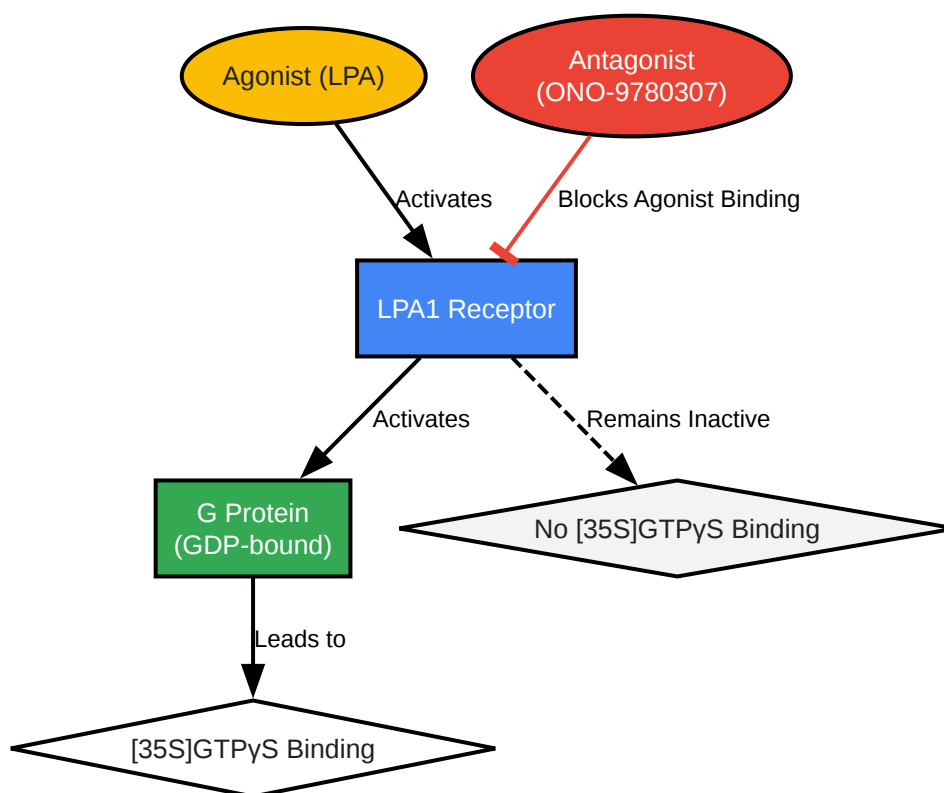 Agonist (LPA)
Antagonist
(ONO-9780307)
Activates
Blocks Agonist Binding
LPA1 Receptor
Activates
Remains Inactive
G Protein
(GDP-bound)
No [35S]GTPγS Binding
Leads to
[35S]GTPγS Binding